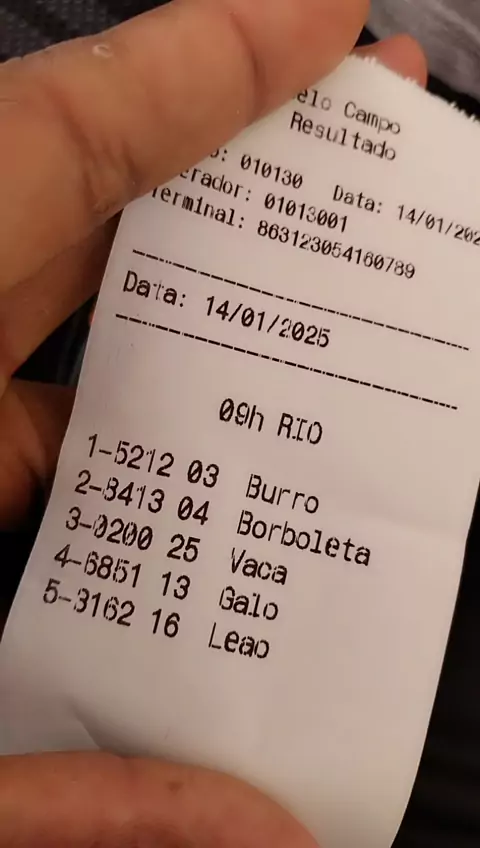 elo Campo
Resultado
o: 010130 Data: 14/01/202
erador: 01013001
Terminal: 863123054160789
Data: 14/01/2025
09h RIO
1-5212 03 Burro
2-8413 04 Borboleta
3-0200 25 Vaca
4-6851 13 Galo
5-3162 16 Leao